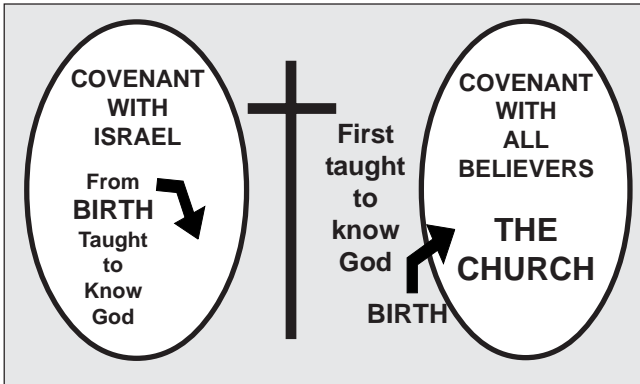 COVENANT
WITH
ISRAEL
From
BIRTH
Taught
to
Know
God
First
taught
to
know
God
BIRTH
COVENANT
WITH
ALL
BELIEVERS
THE
CHURCH